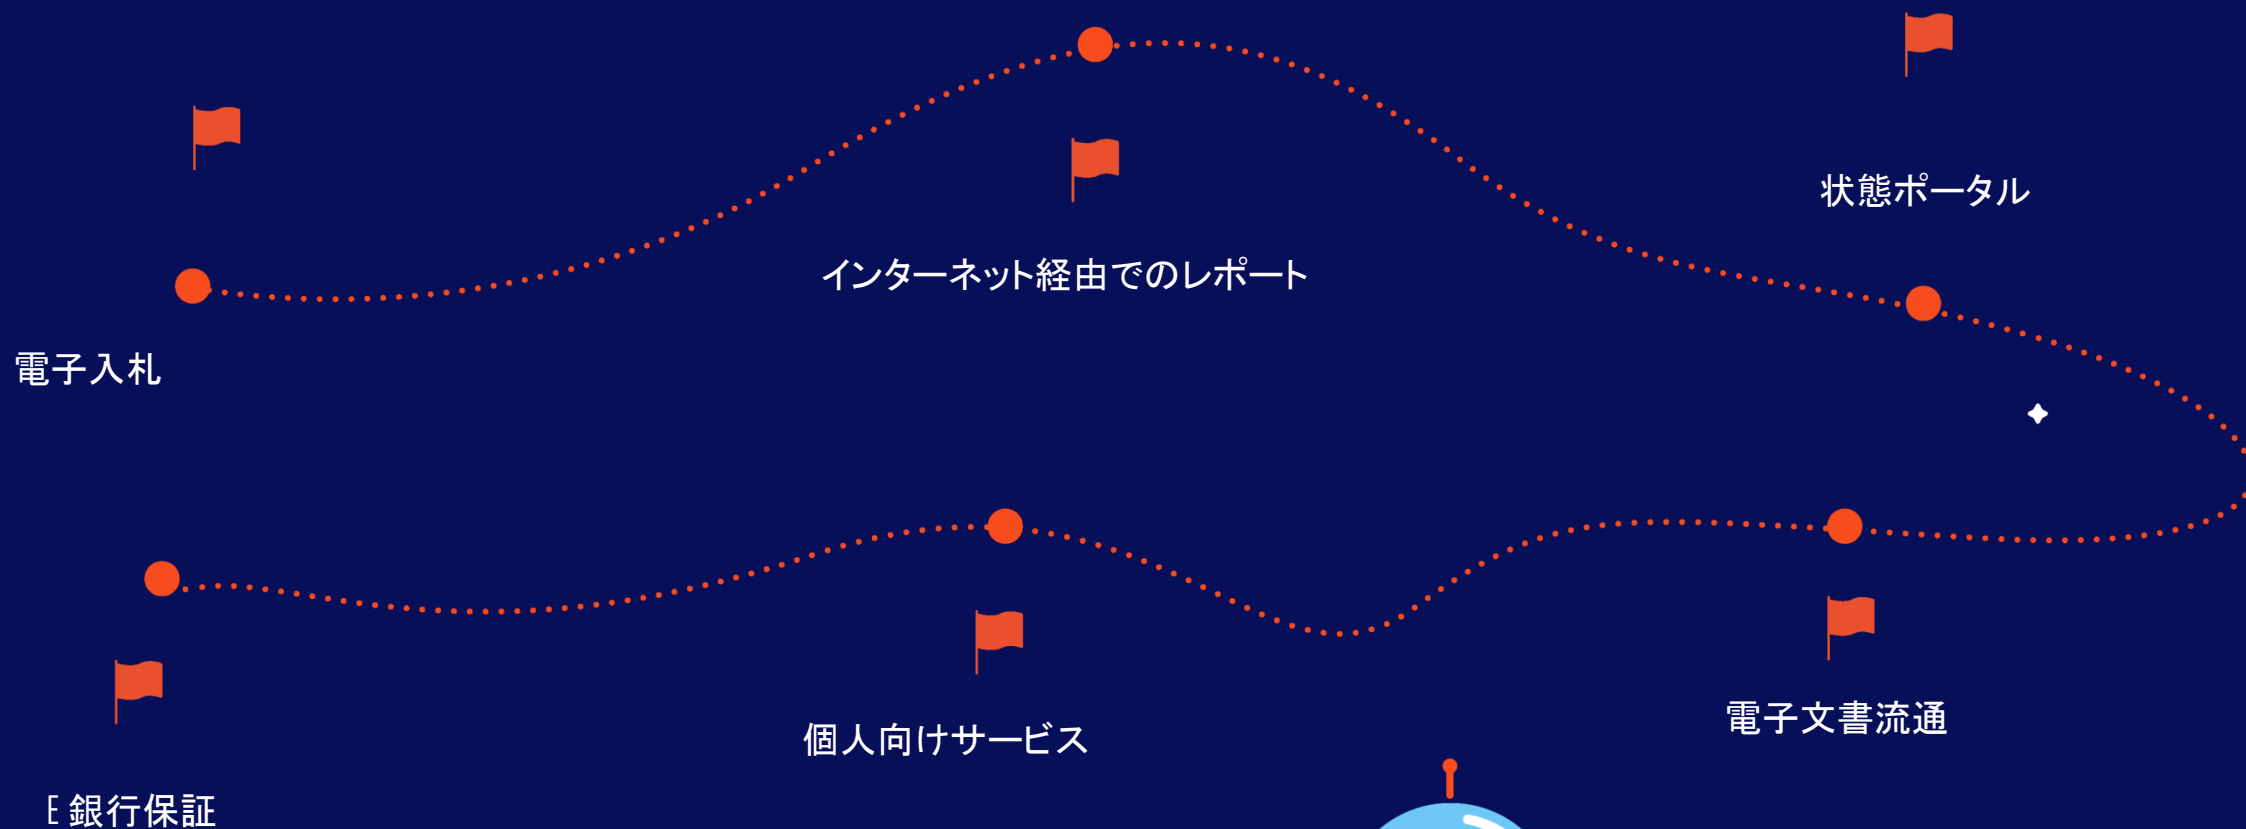 状態ポータル
インターネット経由でのレポート
電子入札
電子文書流通
個人向けサービス
E 銀行保証